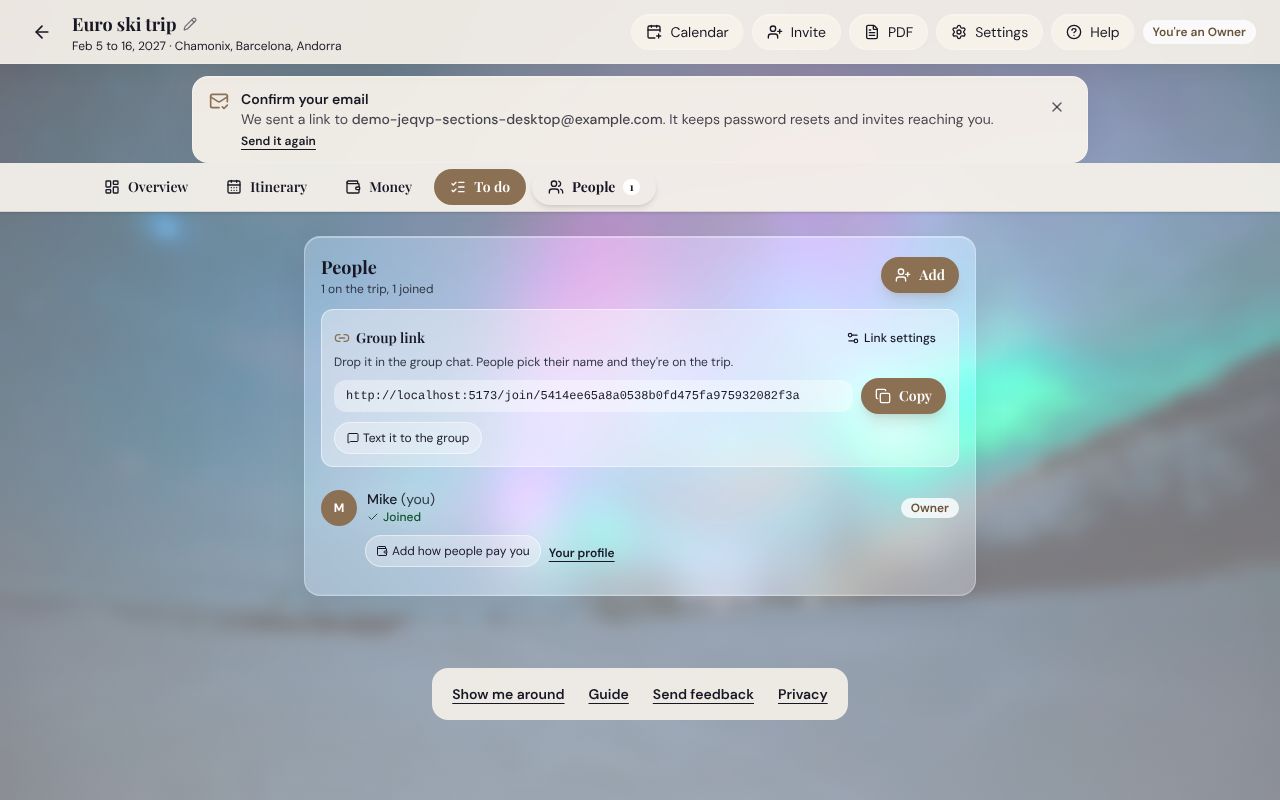 Euro ski trip
Feb 5 to 16, 2027 · Chamonix, Barcelona, Andorra
Calendar
Invite
PDF
Settings
Help
You're an Owner
Confirm your email
We sent a link to demo-jeqvp-sections-desktop@example.com. It keeps password resets and invites reaching you.
Send it again
Overview
Itinerary
Money
To do
People 1
People
1 on the trip, 1 joined
Add
Group link
Link settings
Drop it in the group chat. People pick their name and they're on the trip.
http://localhost:5173/join/5414ee65a8a0538b0fd475fa975932082f3a
Copy
Text it to the group
M
Mike (you)
Joined
Owner
Add how people pay you
Your profile
Show me around
Guide
Send feedback
Privacy